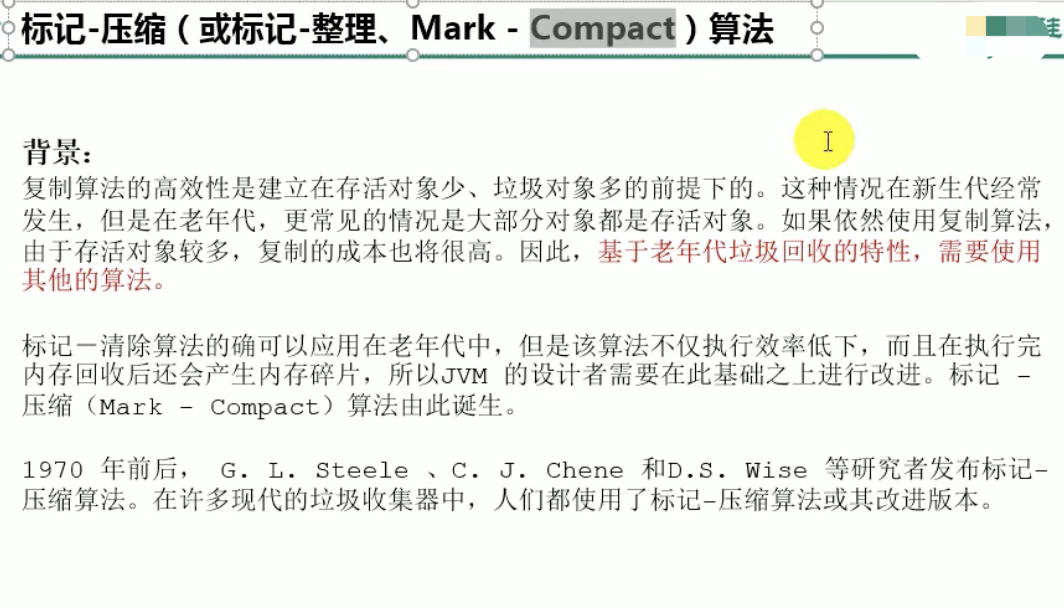 标记-压缩（或标记-整理、Mark - Compact）算法
背景：
复制算法的高效性是建立在存活对象少、垃圾对象多的前提下的。这种情况在新生代经常
发生，但是在老年代，更常见的情况是大部分对象都是存活对象。如果依然使用复制算法，
由于存活对象较多，复制的成本也将很高。因此，基于老年代垃圾回收的特性，需要使用
其他的算法。
标记－清除算法的确可以应用在老年代中，但是该算法不仅执行效率低下，而且在执行完
内存回收后还会产生内存碎片，所以JVM 的设计者需要在此基础之上进行改进。标记 -
压缩（Mark - Compact）算法由此诞生。
1970 年前后， G. L. Steele 、C. J. Chene 和D.S. Wise 等研究者发布标记-
压缩算法。在许多现代的垃圾收集器中，人们都使用了标记-压缩算法或其改进版本。